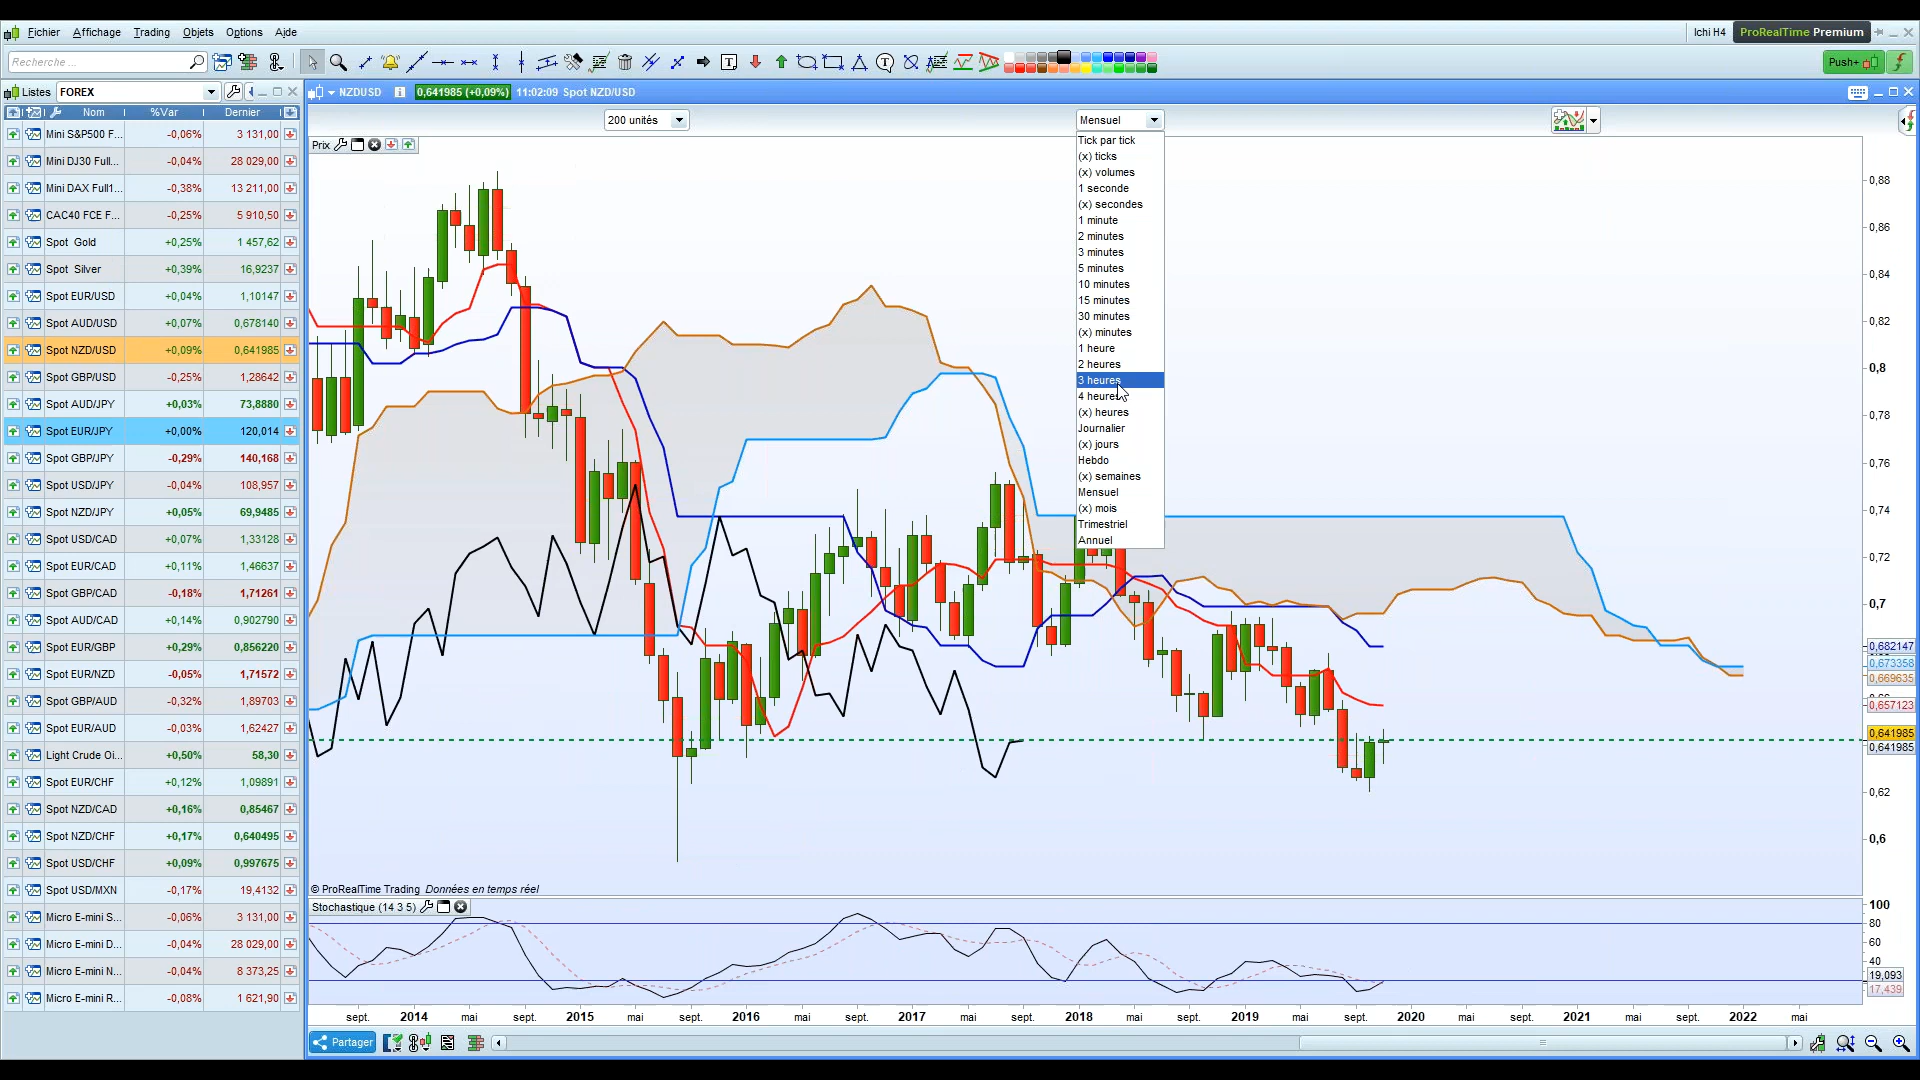 Fichier Affichage Trading Objets Options Aide
Ichi H4 ProRealTime Premium
Recherche ...
Push+
Listes FOREX
NZDUSD 0,641985 (+0,09%) 11:02:09 Spot NZD/USD
Nom %Var Dernier
200 unités
Mensuel
Prix
Mini S&P500 F... -0,06% 3 131,00
Mini DJ30 Full... -0,04% 28 029,00
Mini DAX Full1... -0,38% 13 211,00
CAC40 FCE F... -0,25% 5 910,50
Spot Gold +0,25% 1 457,62
Spot Silver +0,39% 16,9237
Spot EUR/USD +0,04% 1,10147
Spot AUD/USD +0,07% 0,678140
Spot NZD/USD +0,09% 0,641985
Spot GBP/USD -0,25% 1,28642
Spot AUD/JPY +0,03% 73,8880
Spot EUR/JPY +0,00% 120,014
Spot GBP/JPY -0,29% 140,168
Spot USD/JPY -0,04% 108,957
Spot NZD/JPY +0,05% 69,9485
Spot USD/CAD +0,07% 1,33128
Spot EUR/CAD +0,11% 1,46637
Spot GBP/CAD -0,18% 1,71261
Spot AUD/CAD +0,14% 0,902790
Spot EUR/GBP +0,29% 0,856220
Spot EUR/NZD -0,05% 1,71572
Spot GBP/AUD -0,32% 1,89703
Spot EUR/AUD -0,03% 1,62427
Light Crude Oi... +0,50% 58,30
Spot EUR/CHF +0,12% 1,09891
Spot NZD/CAD +0,16% 0,85467
Spot NZD/CHF +0,17% 0,640495
Spot USD/CHF +0,09% 0,997675
Spot USD/MXN -0,17% 19,4132
Micro E-mini S... -0,06% 3 131,00
Micro E-mini D... -0,04% 28 029,00
Micro E-mini N... -0,04% 8 373,25
Micro E-mini R... -0,08% 1 621,90
Tick par tick
(x) ticks
(x) volumes
1 seconde
(x) secondes
1 minute
2 minutes
3 minutes
5 minutes
10 minutes
15 minutes
30 minutes
(x) minutes
1 heure
2 heures
3 heures
4 heures
(x) heures
Journalier
(x) jours
Hebdo
(x) semaines
Mensuel
(x) mois
Trimestriel
Annuel
0,88
0,86
0,84
0,82
0,8
0,78
0,76
0,74
0,72
0,7
0,682147
0,673358
0,669635
0,657123
0,641985
0,641985
0,62
0,6
© ProRealTime Trading Données en temps réel
Stochastique (14 3 5)
100
80
60
40
19,093
17,439
sept. 2014 mai sept. 2015 mai sept. 2016 mai sept. 2017 mai sept. 2018 mai sept. 2019 mai sept. 2020 mai sept. 2021 mai sept. 2022 mai
Partager